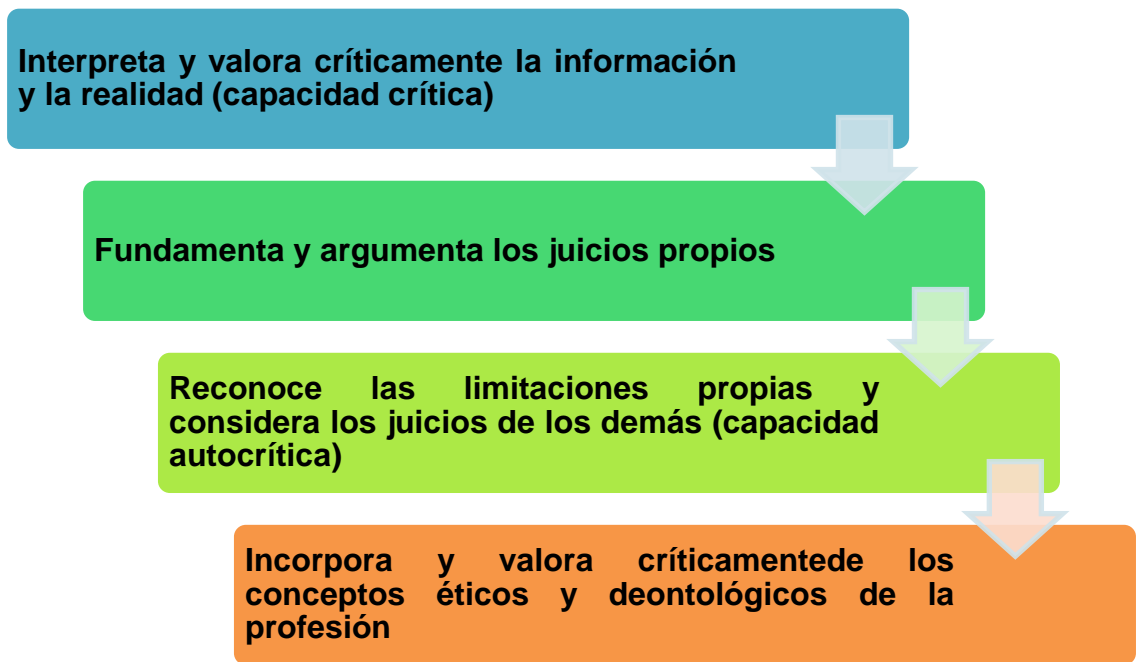 Interpreta y valora críticamente la información
y la realidad (capacidad crítica)
Fundamenta y argumenta los juicios propios
Reconoce las limitaciones propias y
considera los juicios de los demás (capacidad
autocrítica)
Incorpora y valora críticamentede los
conceptos éticos y deontológicos de la
profesión